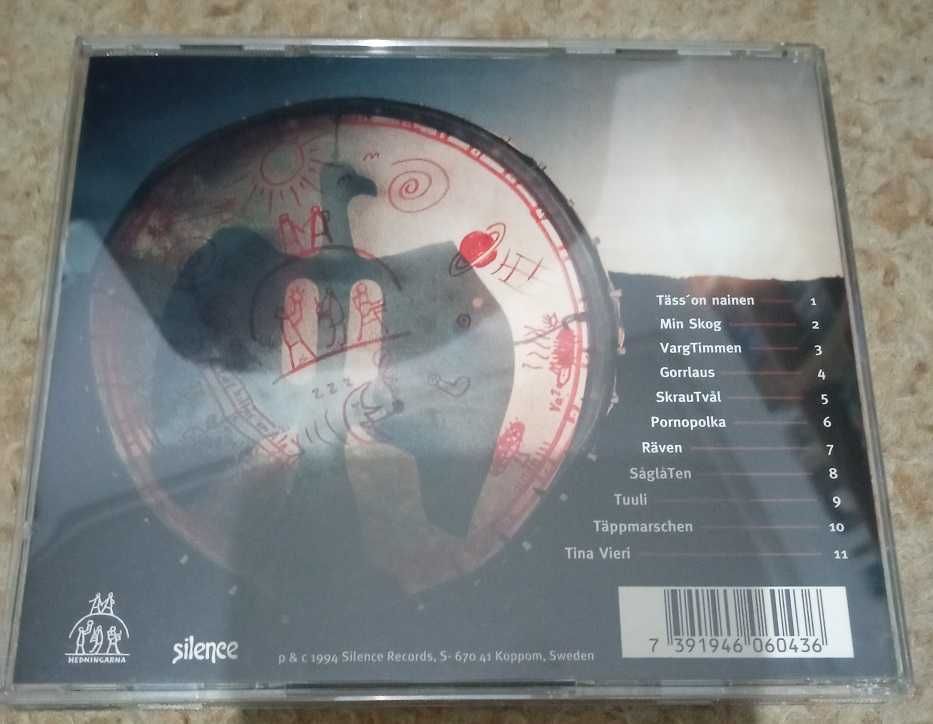 Täss´on nainen 1
Min Skog 2
VargTimmen 3
Gorrlaus 4
SkrauTvål 5
Pornopolka 6
Räven 7
SåglåTen 8
Tuuli 9
Täppmarschen 10
Tina Vieri 11
zzz
Va?
HEDNINGARNA
silence
p & c 1994 Silence Records, S- 670 41 Koppom, Sweden
7 391946 060436